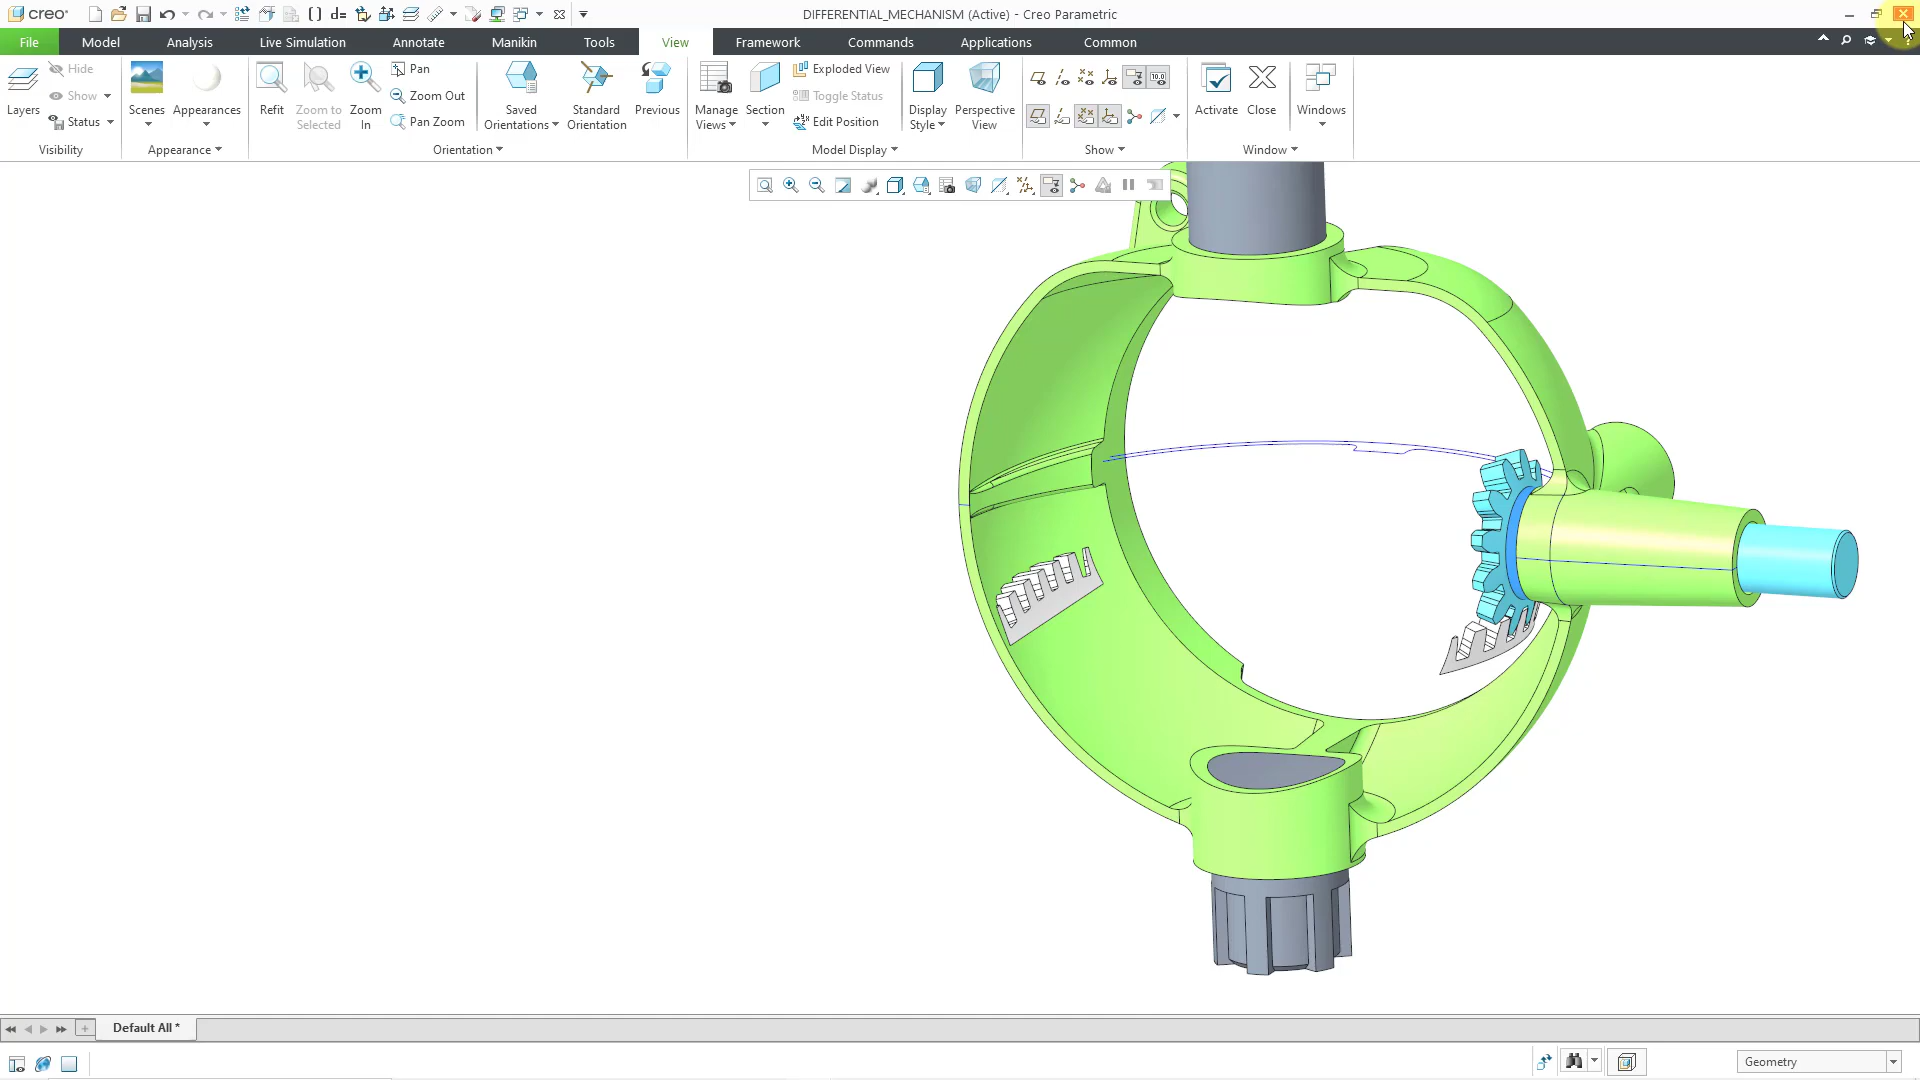 creo
DIFFERENTIAL_MECHANISM (Active) - Creo Parametric
File Model Analysis Live Simulation Annotate Manikin Tools View Framework Commands Applications Common
Layers
Hide
Show
Status
Visibility
Scenes
Appearances
Appearance
Refit
Zoom to Selected
Zoom In
Pan
Zoom Out
Pan Zoom
Saved Orientations
Standard Orientation
Previous
Orientation
Manage Views
Section
Exploded View
Toggle Status
Edit Position
Model Display
Display Style
Perspective View
10.0
Show
Activate
Close
Windows
Window
Default All *
Geometry